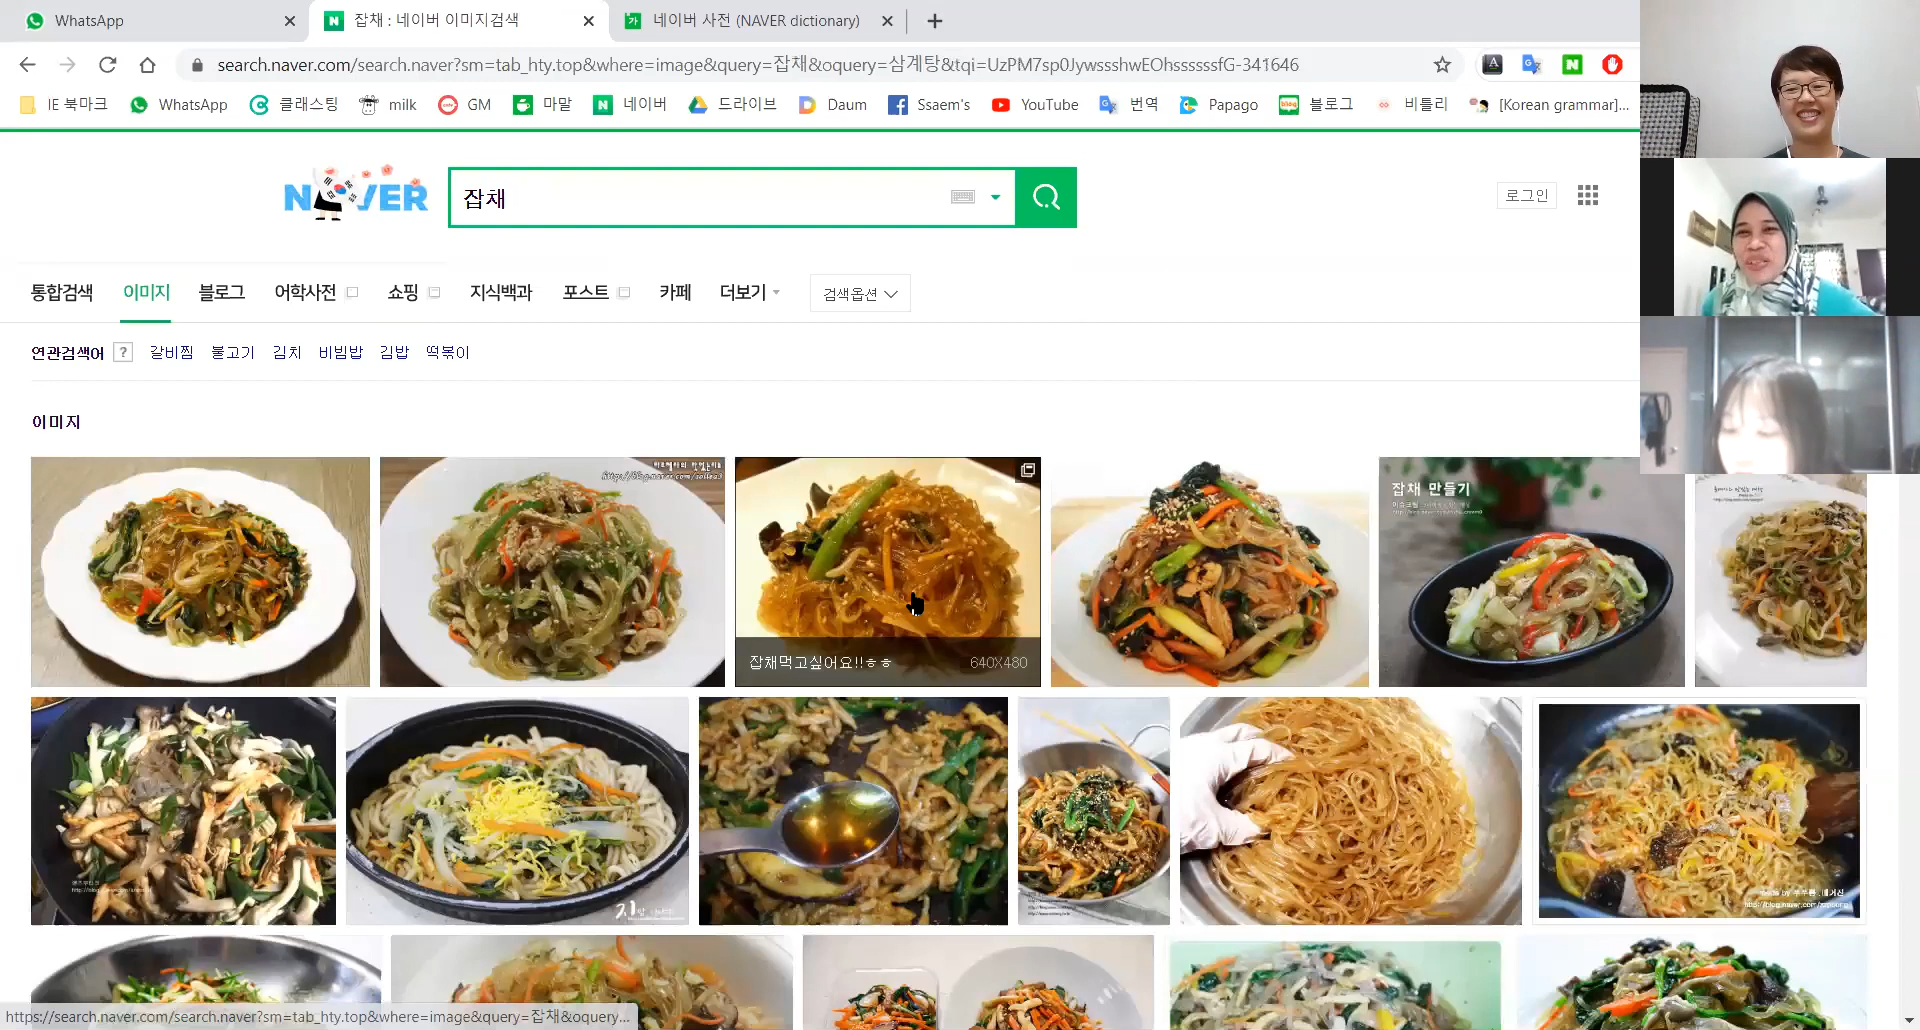 WhatsApp
잡채 : 네이버 이미지검색
네이버 사전 (NAVER dictionary)
search.naver.com/search.naver?sm=tab_hty.top&where=image&query=잡채&oquery=삼계탕&tqi=UzPM7sp0JywssshwEOhssssssfG-341646
IE 북마크 WhatsApp 클래스팅 milk GM 마말 네이버 드라이브 Daum Ssaem's YouTube 번역 Papago 블로그 비틀리 [Korean grammar]...
NAVER
잡채
로그인
통합검색 이미지 블로그 어학사전 쇼핑 지식백과 포스트 카페 더보기 검색옵션
연관검색어 ? 갈비찜 불고기 김치 비빔밥 김밥 떡볶이
이미지
잡채 만들기
잡채먹고싶어요!!ㅎㅎ 640X480
https://search.naver.com/search.naver?sm=tab_hty.top&where=image&query=잡채&oquery...